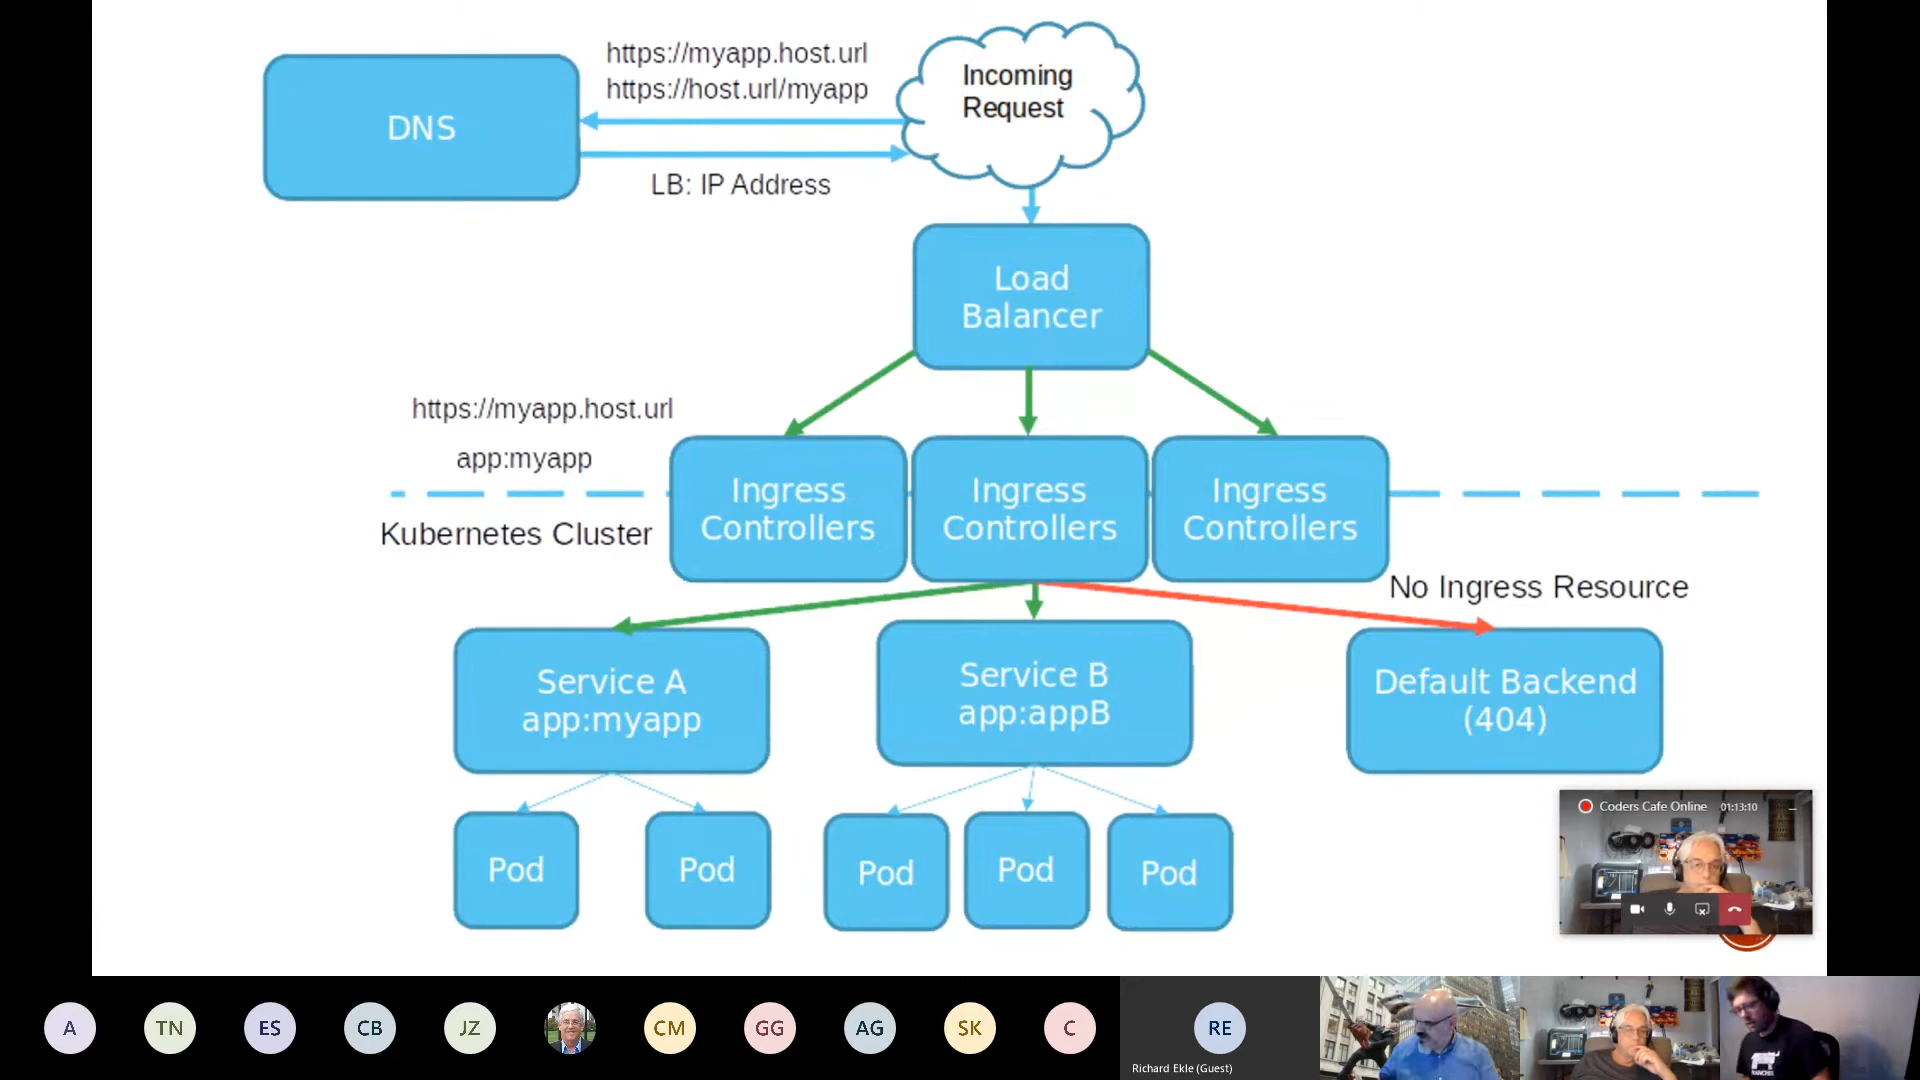 https://myapp.host.url
https://host.url/myapp
Incoming
Request
DNS
LB: IP Address
Load
Balancer
https://myapp.host.url
app:myapp
Ingress
Controllers
Ingress
Controllers
Ingress
Controllers
Kubernetes Cluster
No Ingress Resource
Service A
app:myapp
Service B
app:appB
Default Backend
(404)
Pod
Pod
Pod
Pod
Pod
Coders Cafe Online 01:13:10
A
TN
ES
CB
JZ
CM
GG
AG
SK
C
RE
Richard Ekle (Guest)